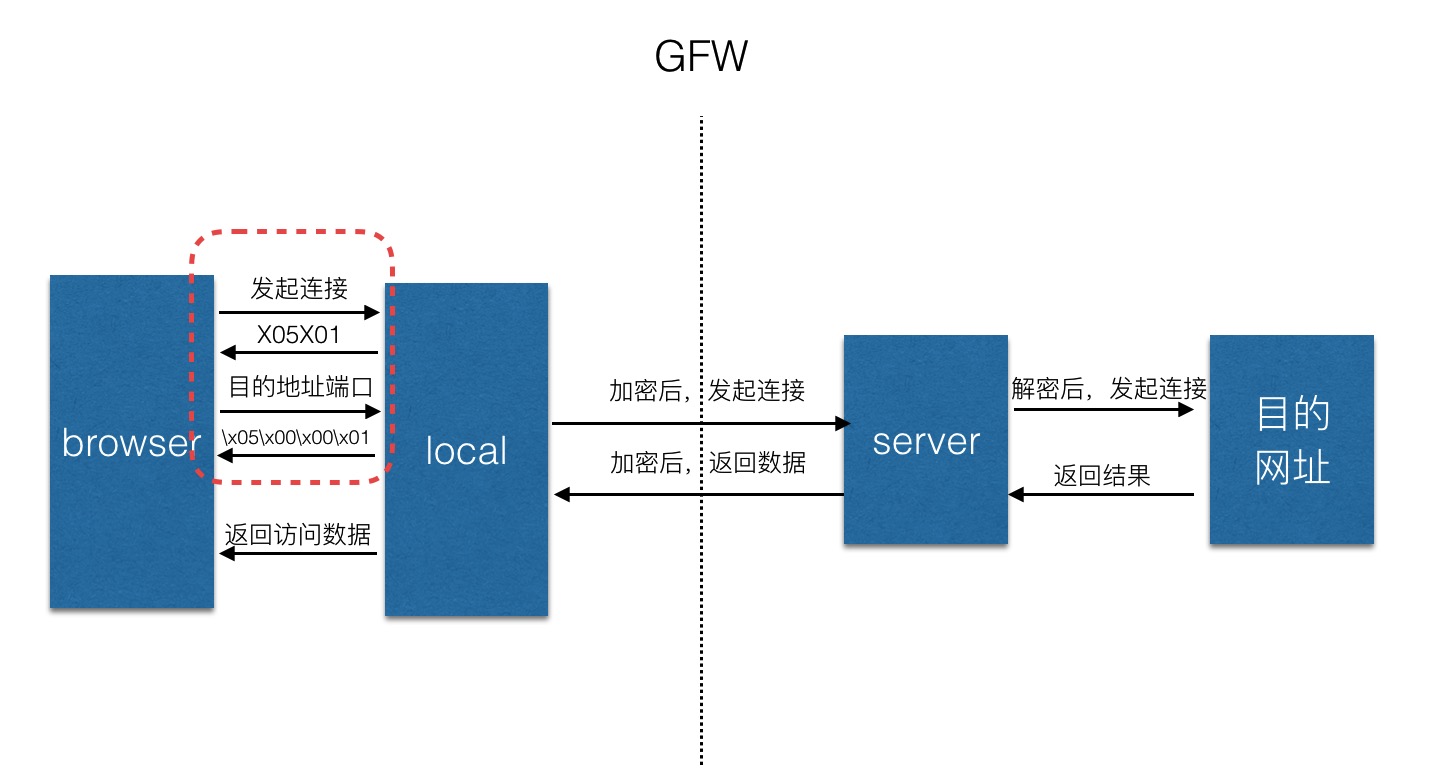 GFW
发起连接
X05X01
目的地址端口
\x05\x00\x00\x01
browser
返回访问数据
local
加密后，发起连接
加密后，返回数据
server
解密后，发起连接
返回结果
目的
网址